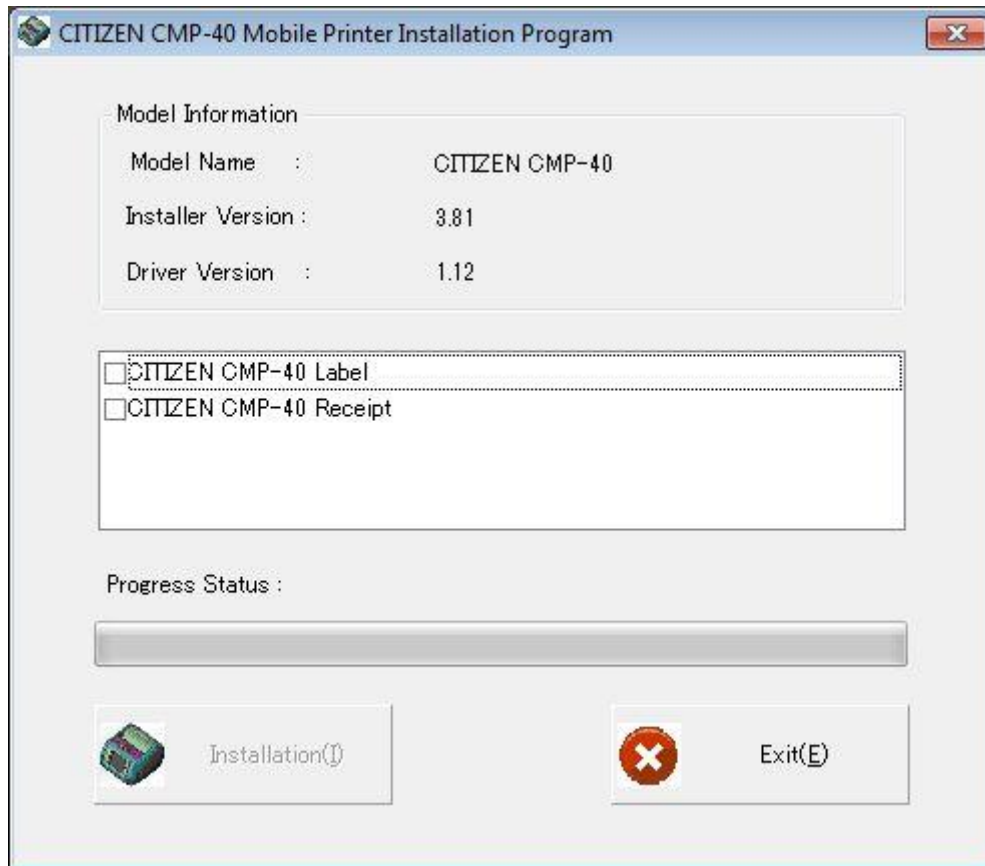 CITIZEN CMP-40 Mobile Printer Installation Program
Model Information
Model Name : CITIZEN CMP-40
Installer Version : 3.81
Driver Version : 1.12
CITIZEN CMP-40 Label
CITIZEN CMP-40 Receipt
Progress Status :
Installation(I) Exit(E)